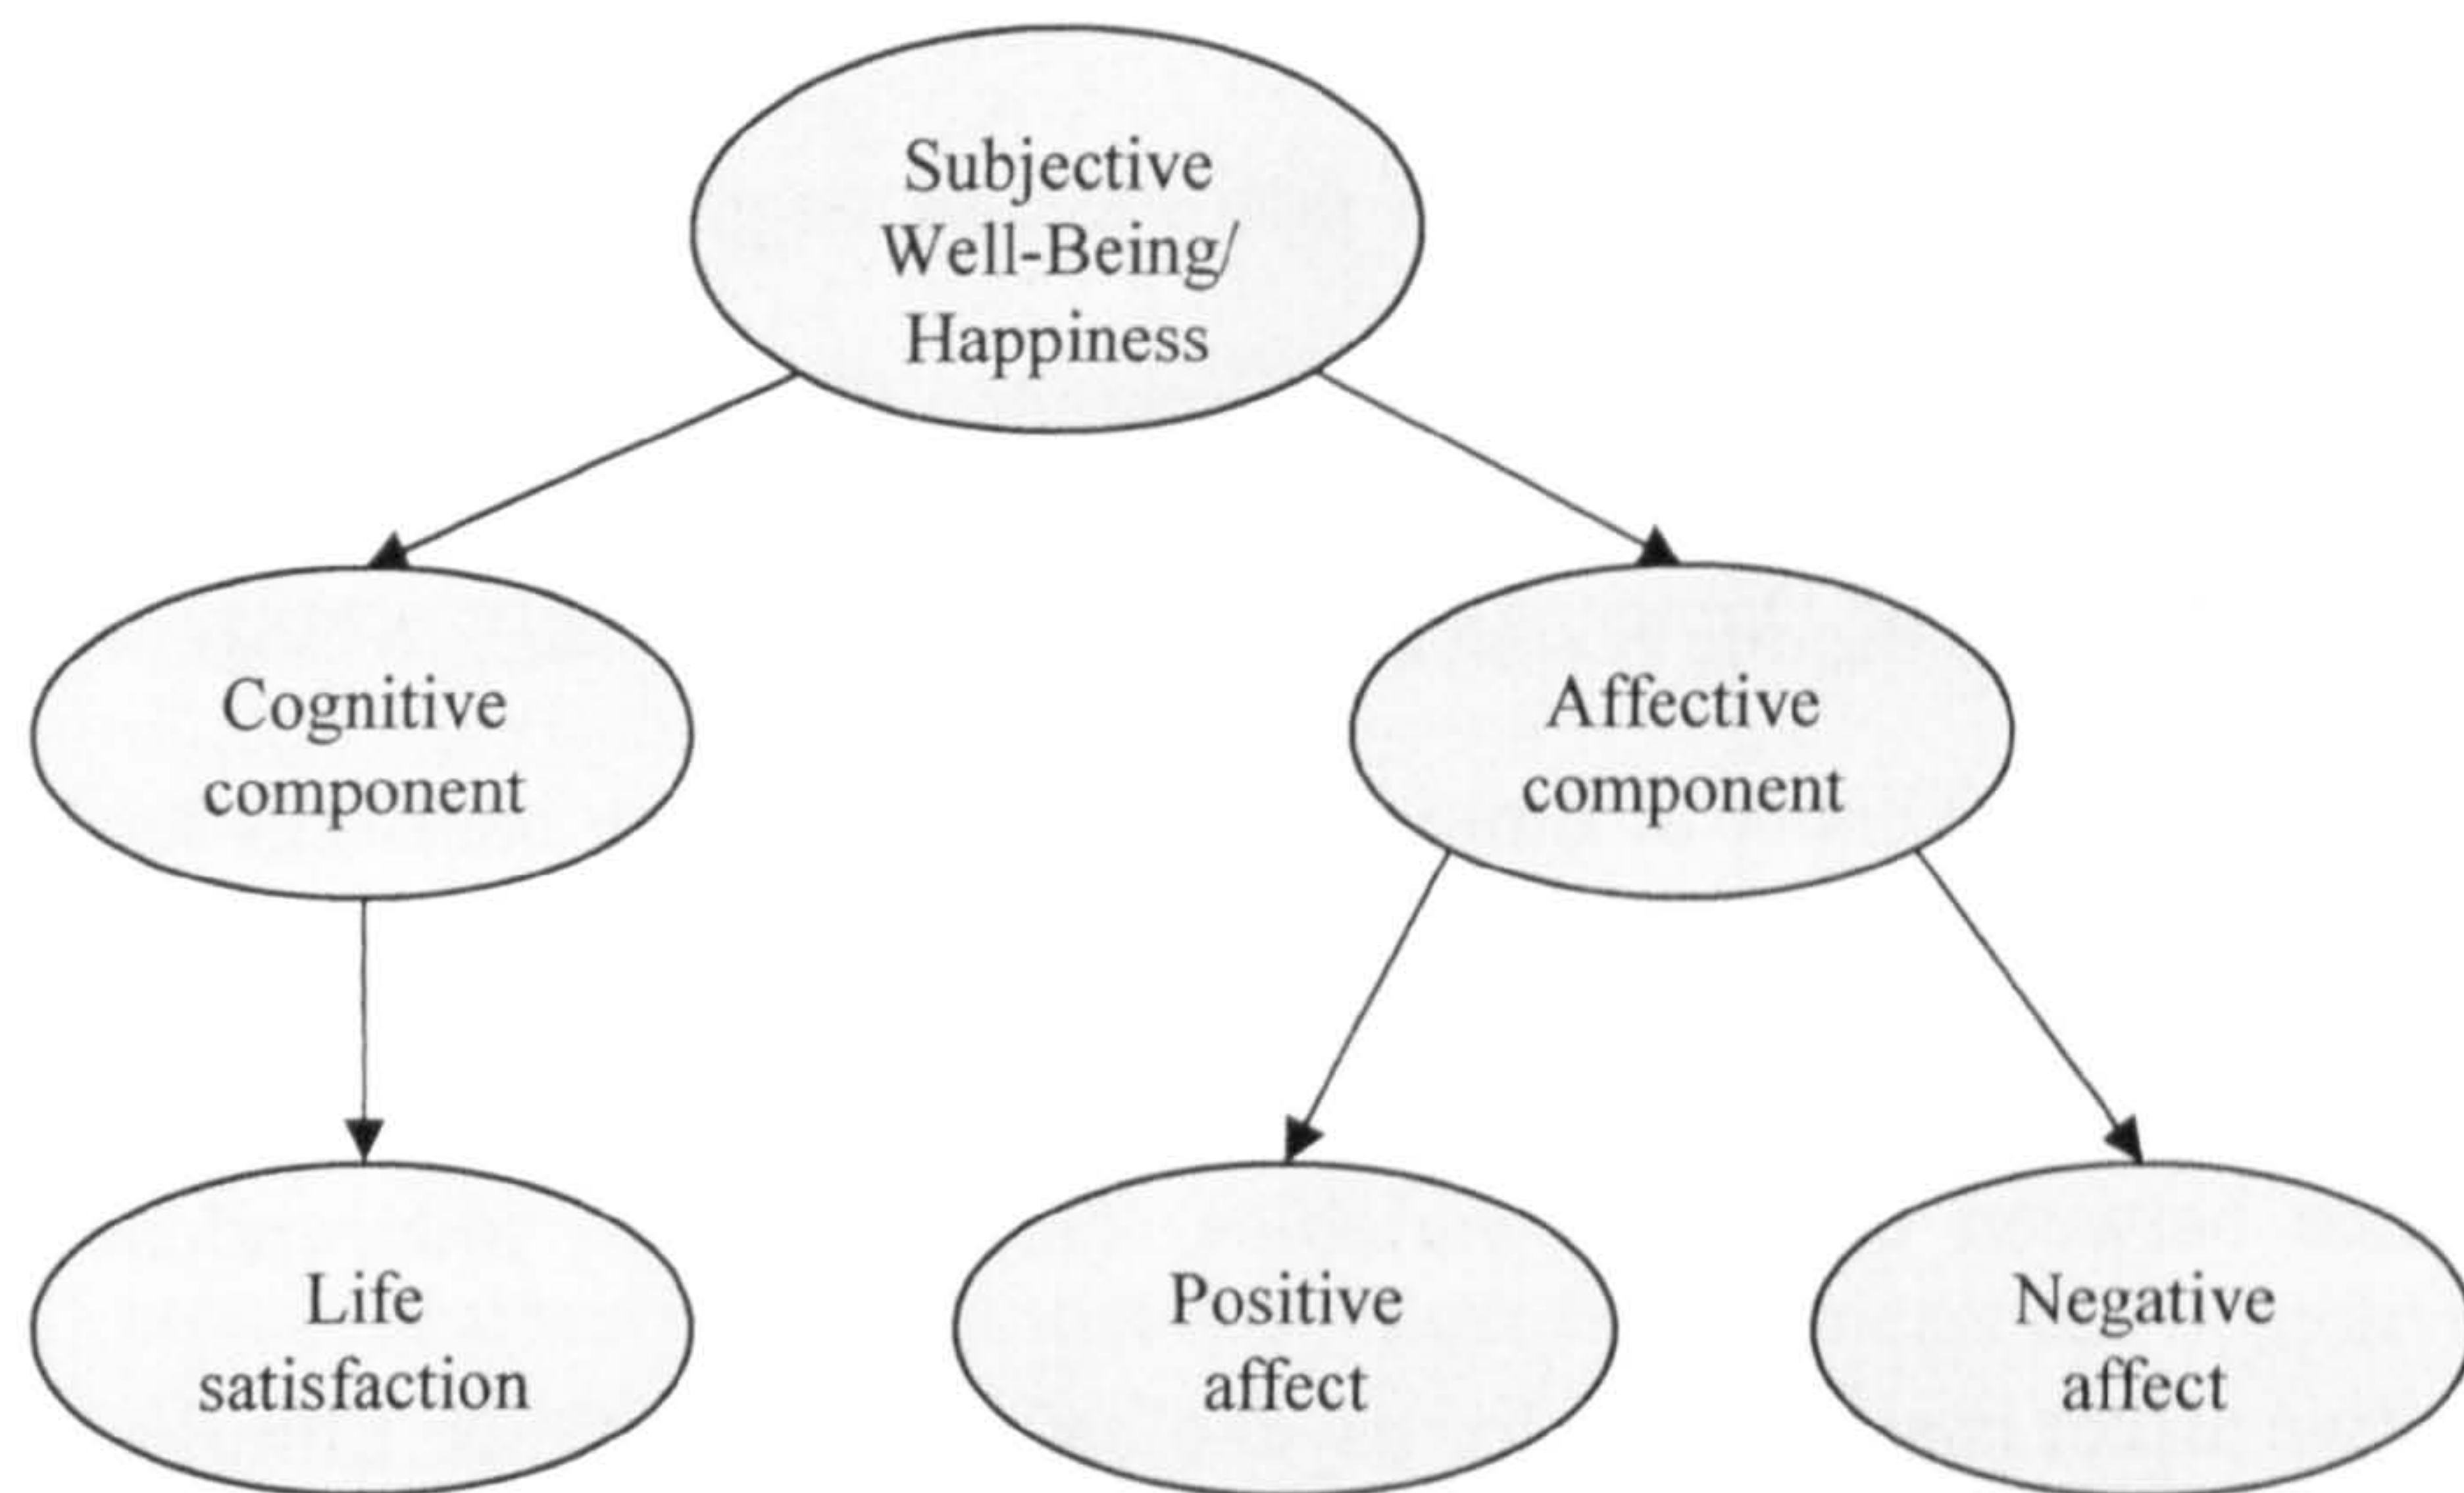 Subjective
Well-Being/
Happiness
Cognitive
component
Affective
component
Life
satisfaction
Positive
affect
Negative
affect